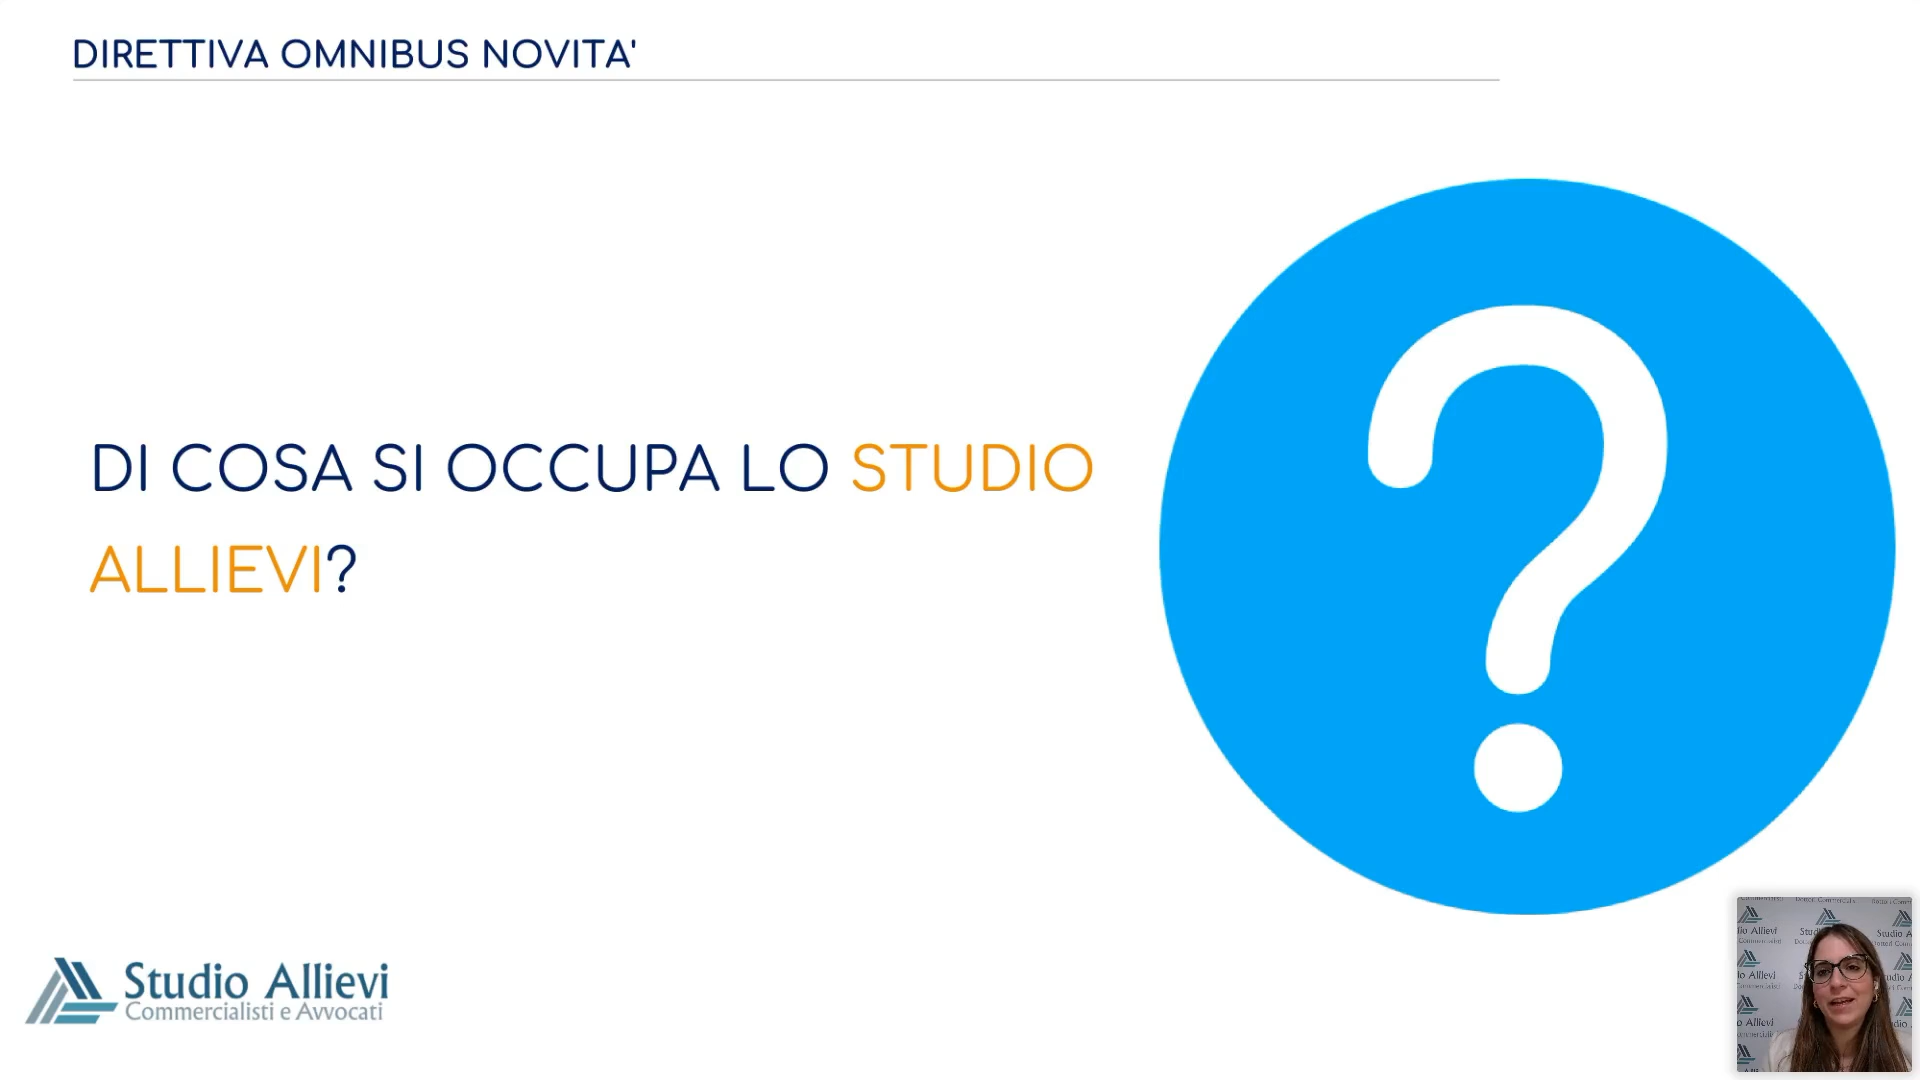 DIRETTIVA OMNIBUS NOVITA'
DI COSA SI OCCUPA LO STUDIO
ALLIEVI?
Studio Allievi
Commercialisti e Avvocati